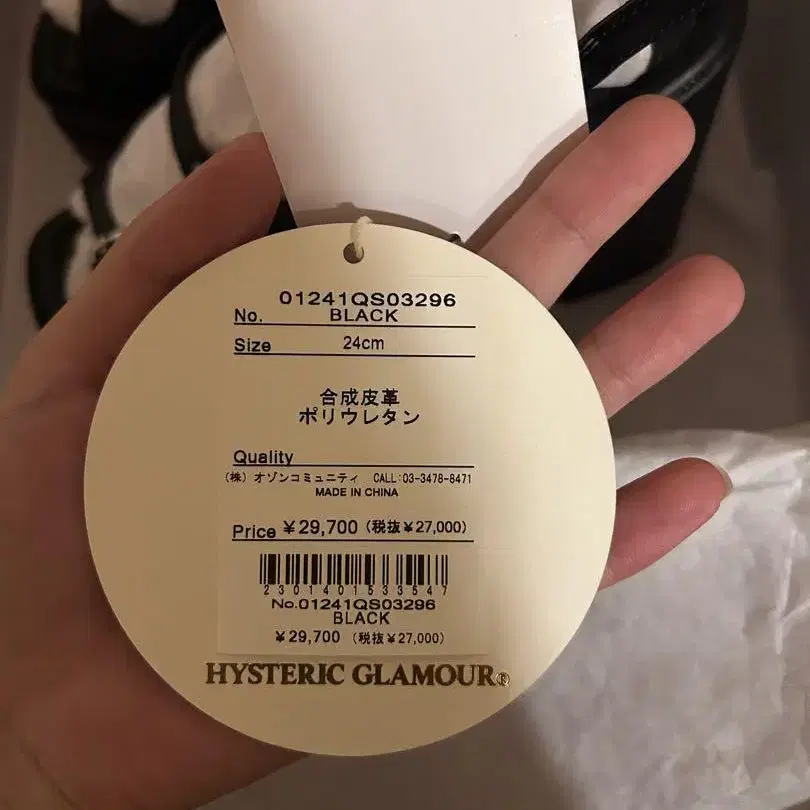 01241QS03296
No. BLACK
Size 24cm
合成皮革
ポリウレタン
Quality
(株) オゾンコミュニティ CALL:03-3478-8471
MADE IN CHINA
Price ¥29,700 (税抜¥27,000)
2301401533547
No.01241QS03296
BLACK
¥29,700 (税抜¥27,000)
HYSTERIC GLAMOUR®